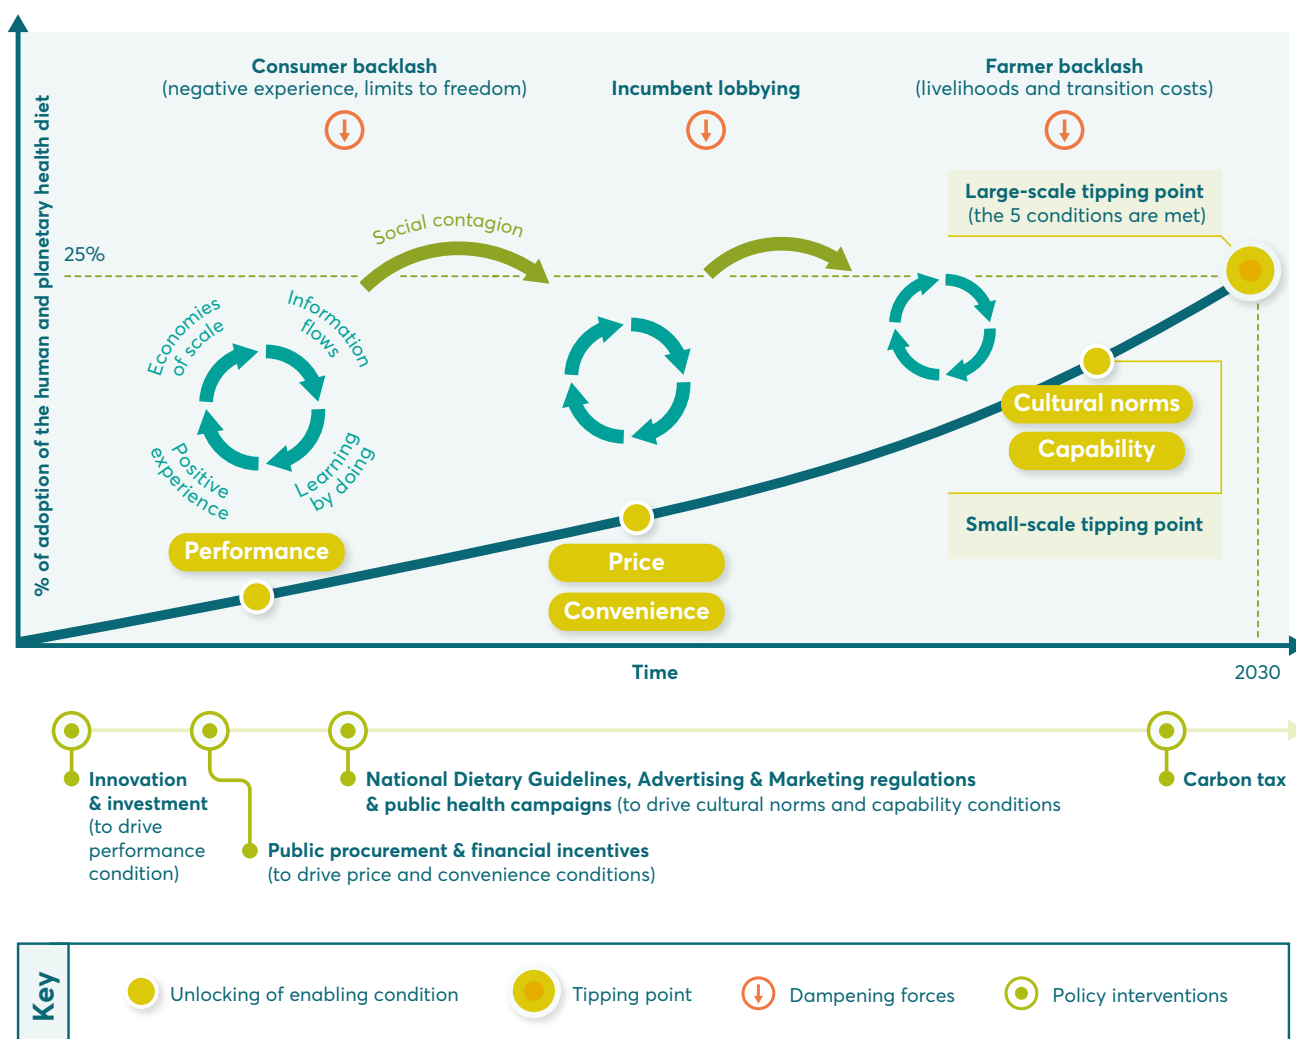 Consumer backlash
(negative experience, limits to freedom)
Incumbent lobbying
Farmer backlash
(livelihoods and transition costs)
% of adoption of the human and planetary health diet
Large-scale tipping point
(the 5 conditions are met)
25%
Social contagion
Economies
of scale
Information
flows
Positive
experience
Learning
by doing
Cultural norms
Capability
Small-scale tipping point
Performance
Price
Convenience
Time
2030
Innovation
& investment
(to drive
performance
condition)
Public procurement & financial incentives
(to drive price and convenience conditions)
National Dietary Guidelines, Advertising & Marketing regulations
& public health campaigns (to drive cultural norms and capability conditions
Carbon tax
Key
Unlocking of enabling condition
Tipping point
Dampening forces
Policy interventions